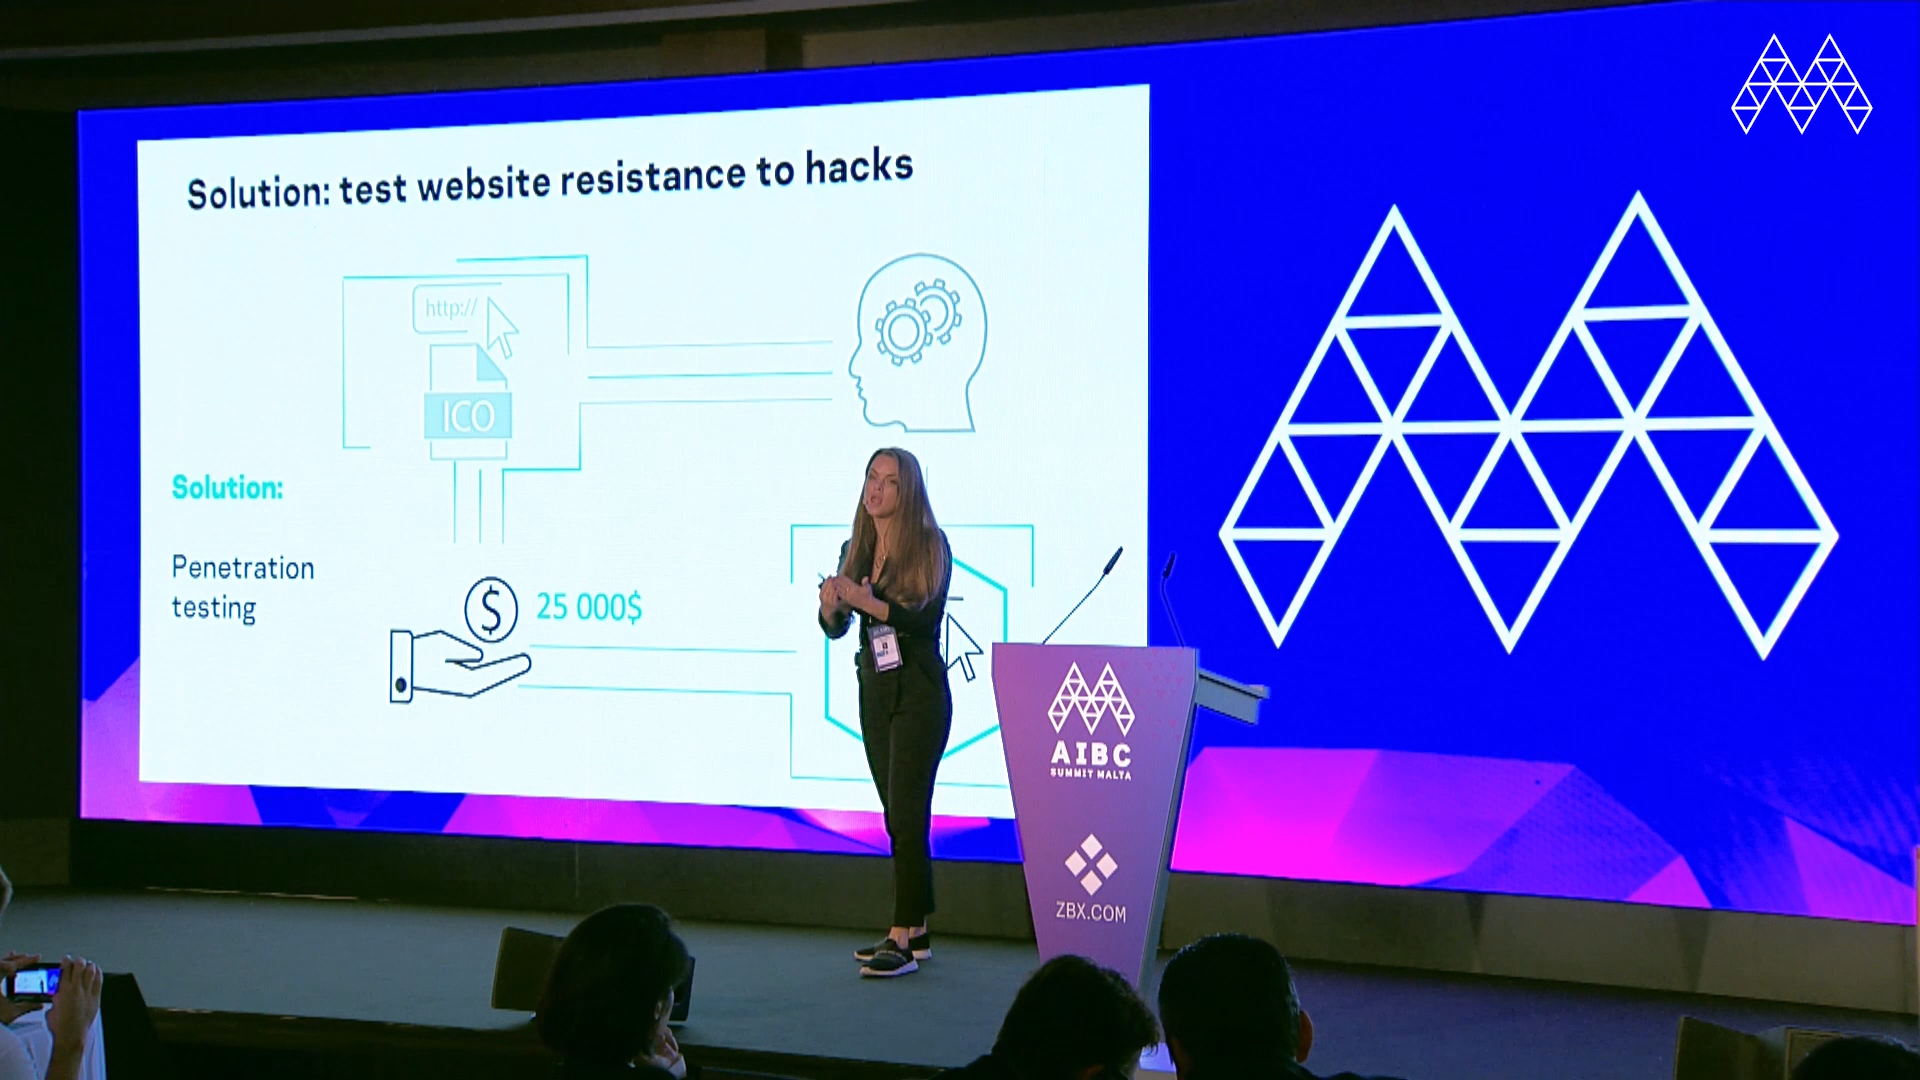 Solution: test website resistance to hacks
http://
ICO
Solution:
Penetration
testing
25 000$
AIBC
SUMMIT MALTA
ZBX.COM